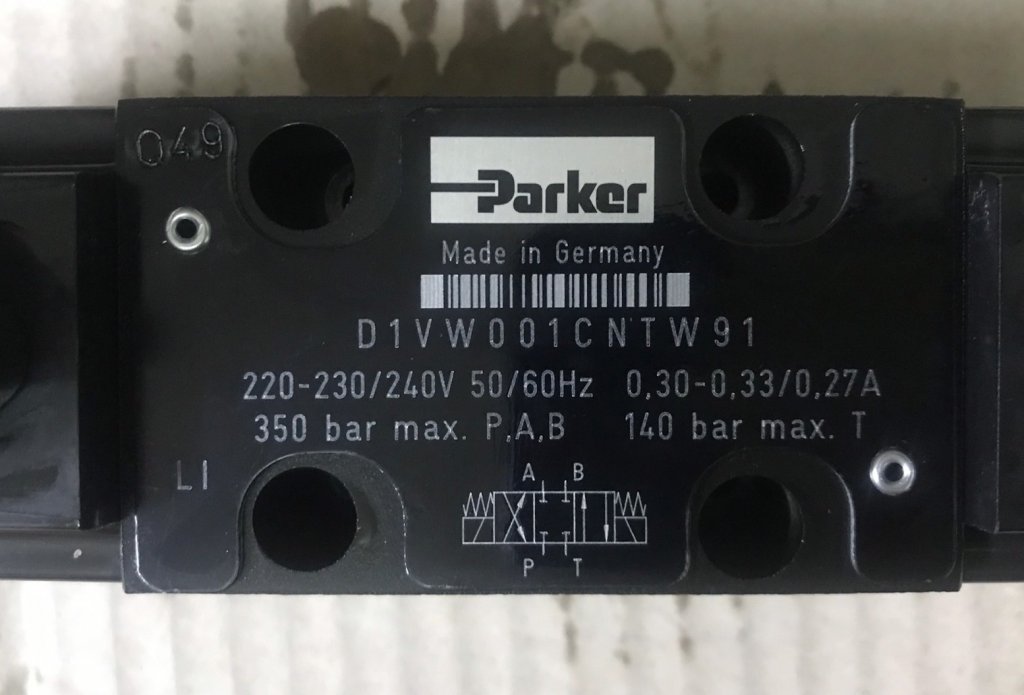 049
Parker
Made in Germany
D1VW001CNTW91
220-230/240V 50/60Hz 0,30-0,33/0,27A
350 bar max. P,A,B 140 bar max. T
LI
A B
P T